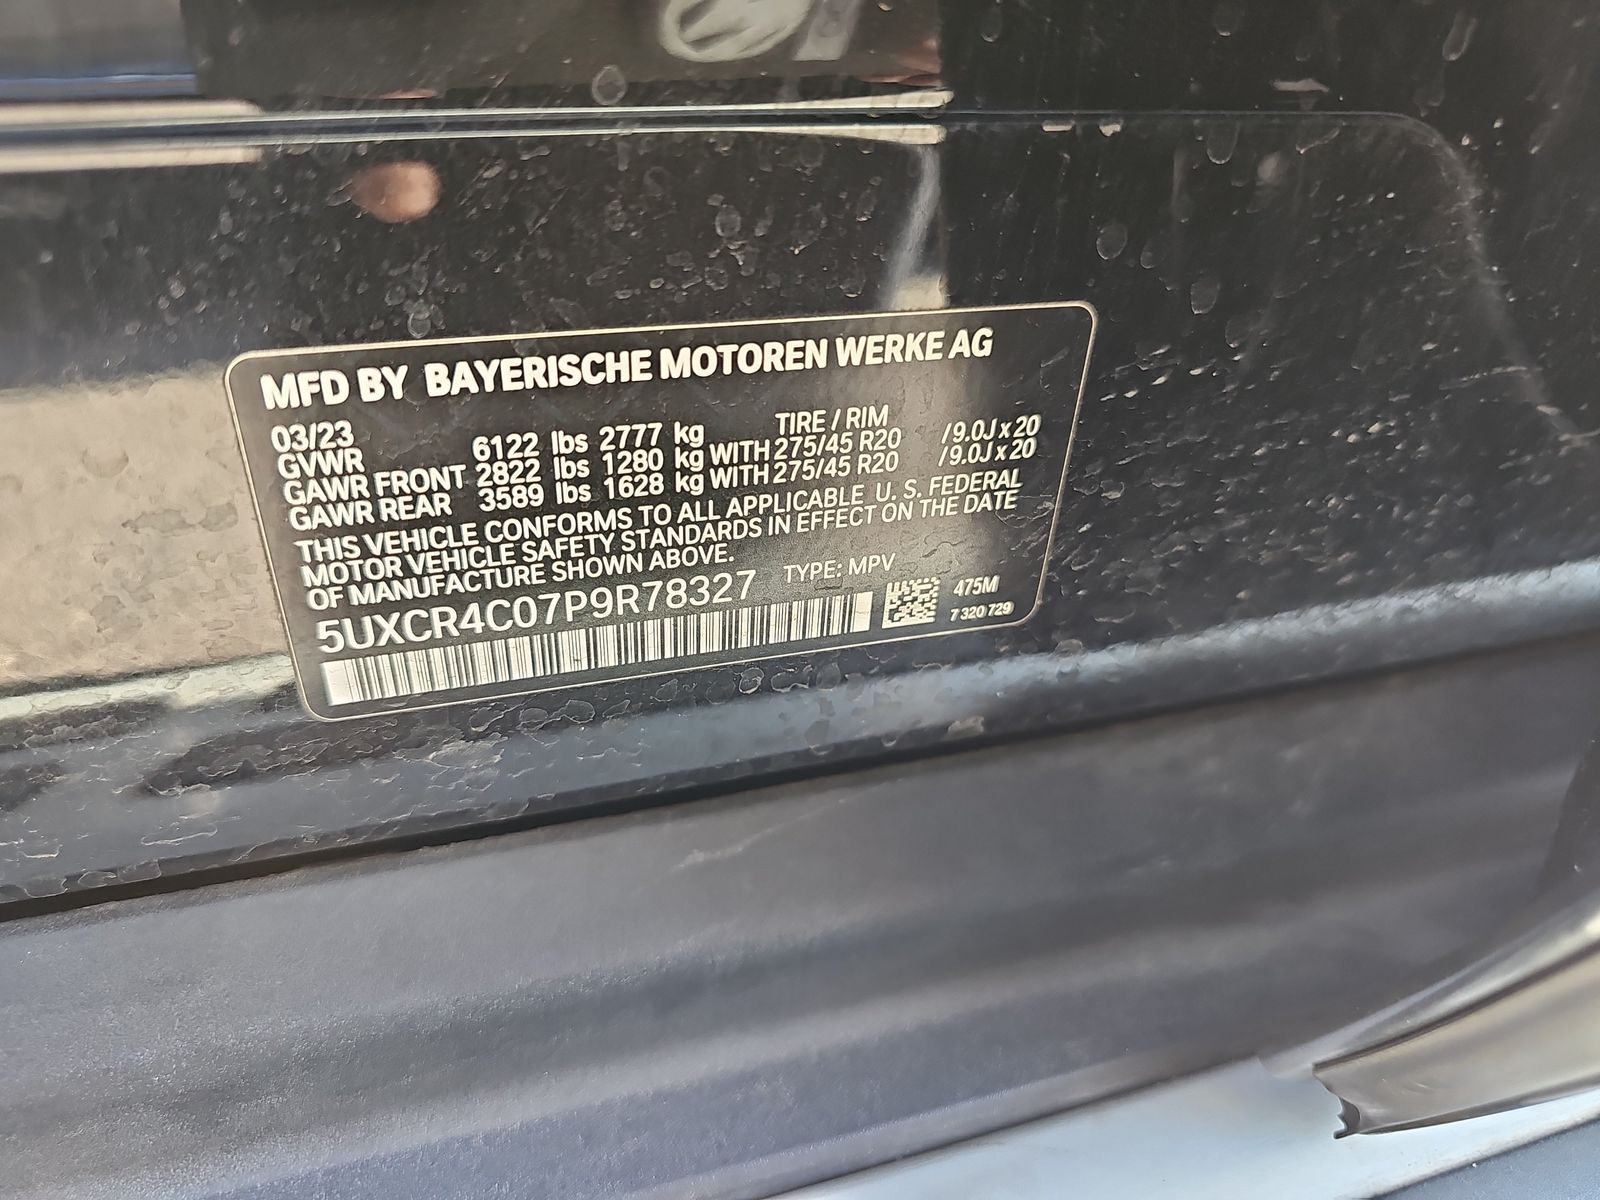 MFD BY BAYERISCHE MOTOREN WERKE AG
03/23 TIRE / RIM
GVWR 6122 lbs 2777 kg
GAWR FRONT 2822 lbs 1280 kg WITH 275/45 R20 / 9.0J x 20
GAWR REAR 3589 lbs 1628 kg WITH 275/45 R20 / 9.0J x 20
THIS VEHICLE CONFORMS TO ALL APPLICABLE U. S. FEDERAL
MOTOR VEHICLE SAFETY STANDARDS IN EFFECT ON THE DATE
OF MANUFACTURE SHOWN ABOVE.
5UXCR4C07P9R78327 TYPE: MPV
475M
7 320 729